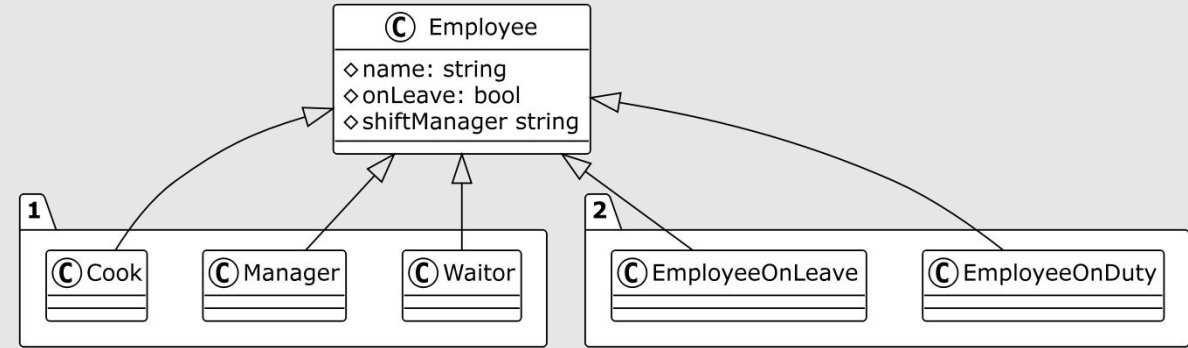 C Employee
name: string
onLeave: bool
shiftManager string
1
2
C Cook
C Manager
C Waitor
C EmployeeOnLeave
C EmployeeOnDuty